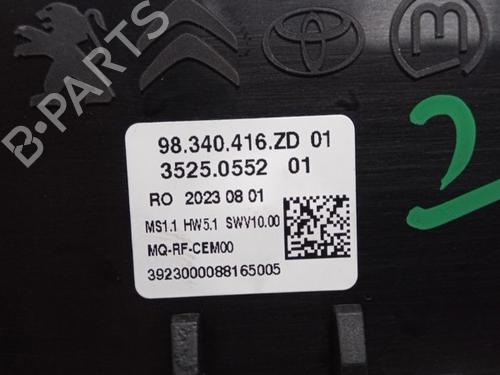 98.340.416.ZD 01
3525.0552 01
RO 2023 08 01
MS1.1 HW5.1 SWV10.00
MQ-RF-CEM00
3923000088165005
2
B-PARTS